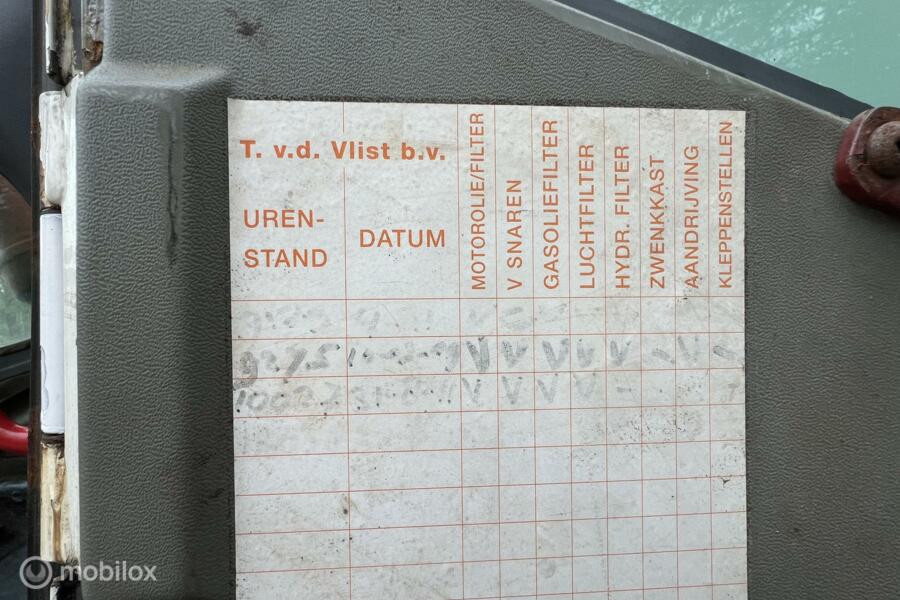 T. v.d. Vlist b.v.
UREN-
STAND
DATUM
MOTOROLIE/FILTER
V SNAREN
GASOLIEFILTER
LUCHTFILTER
HYDR. FILTER
ZWENKKAST
AANDRIJVING
KLEPPENSTELLEN
V V V V V - V -
V V V V -
mobilox